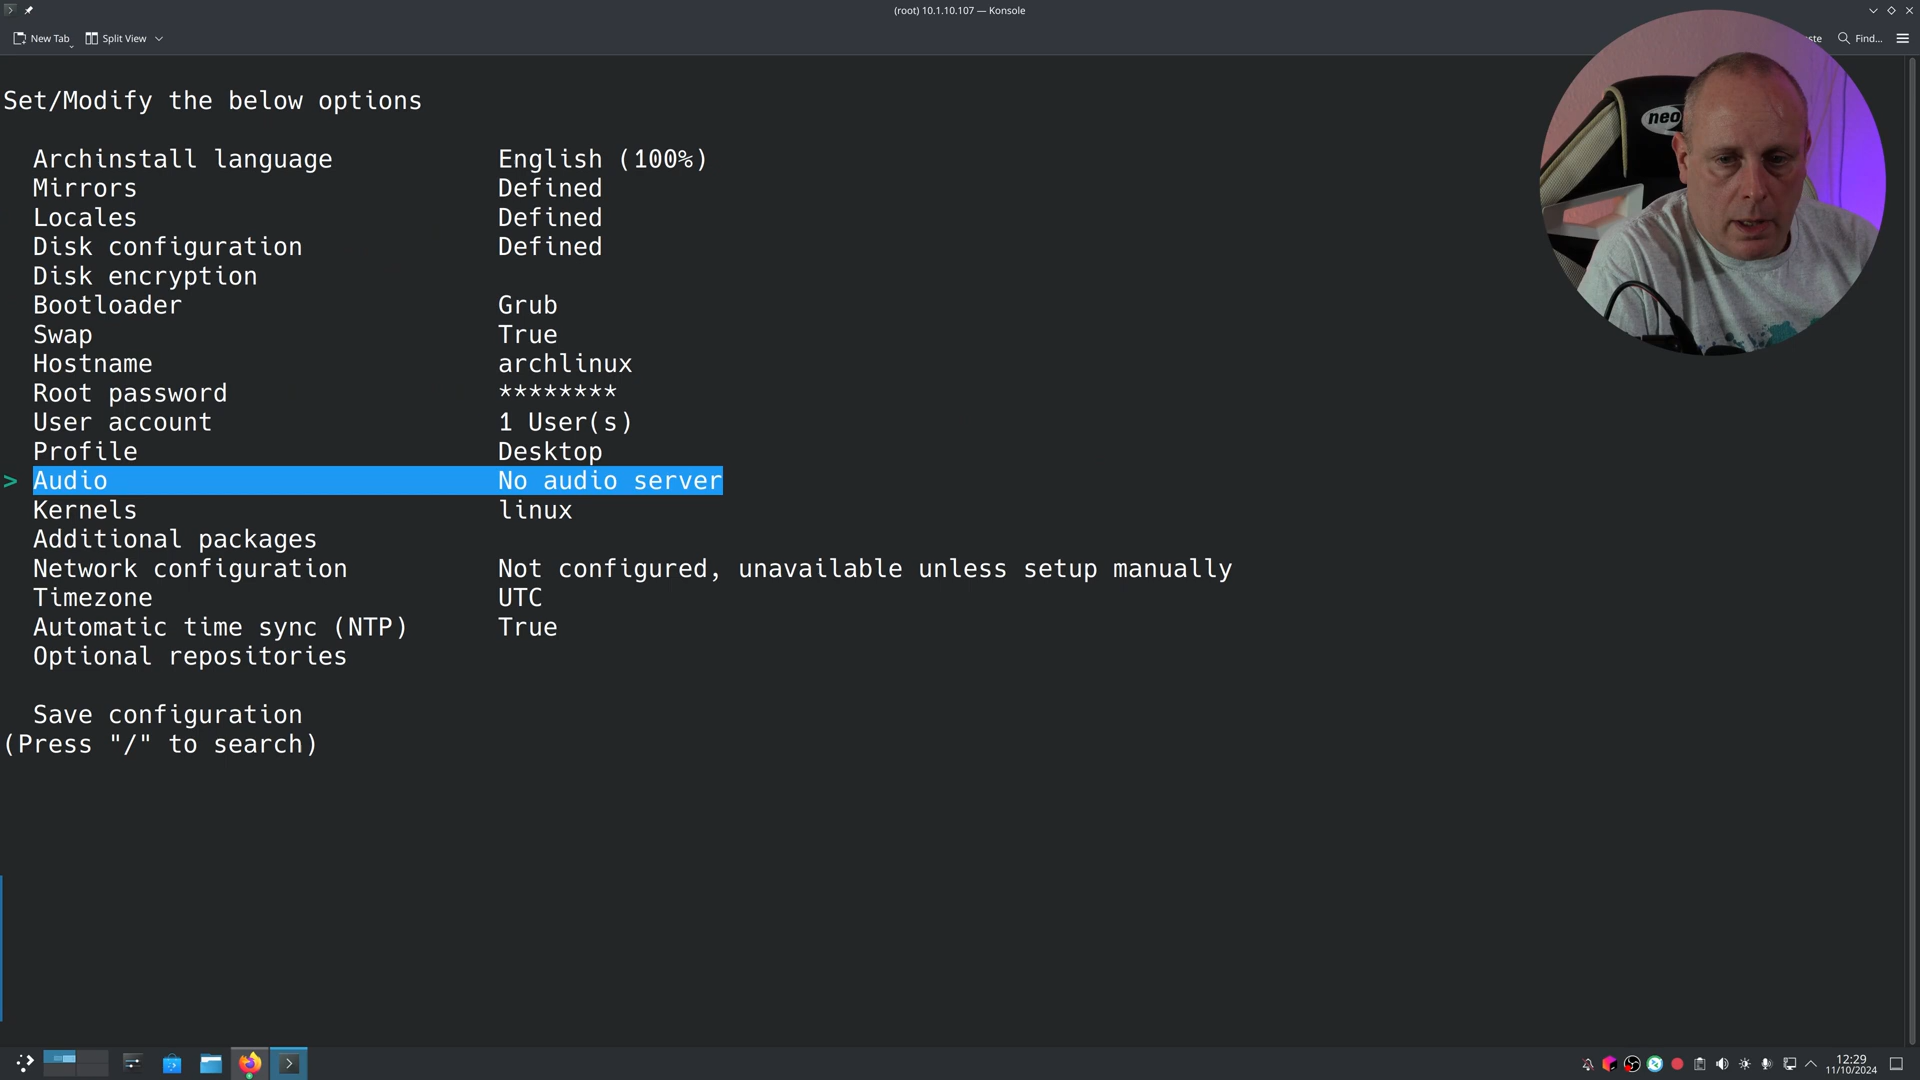 (root) 10.1.10.107 — Konsole
New Tab
Split View
Find...
Set/Modify the below options
Archinstall language English (100%)
Mirrors Defined
Locales Defined
Disk configuration Defined
Disk encryption
Bootloader Grub
Swap True
Hostname archlinux
Root password ********
User account 1 User(s)
Profile Desktop
> Audio No audio server
Kernels linux
Additional packages
Network configuration Not configured, unavailable unless setup manually
Timezone UTC
Automatic time sync (NTP) True
Optional repositories
Save configuration
(Press "/" to search)
neo
12:29
11/10/2024